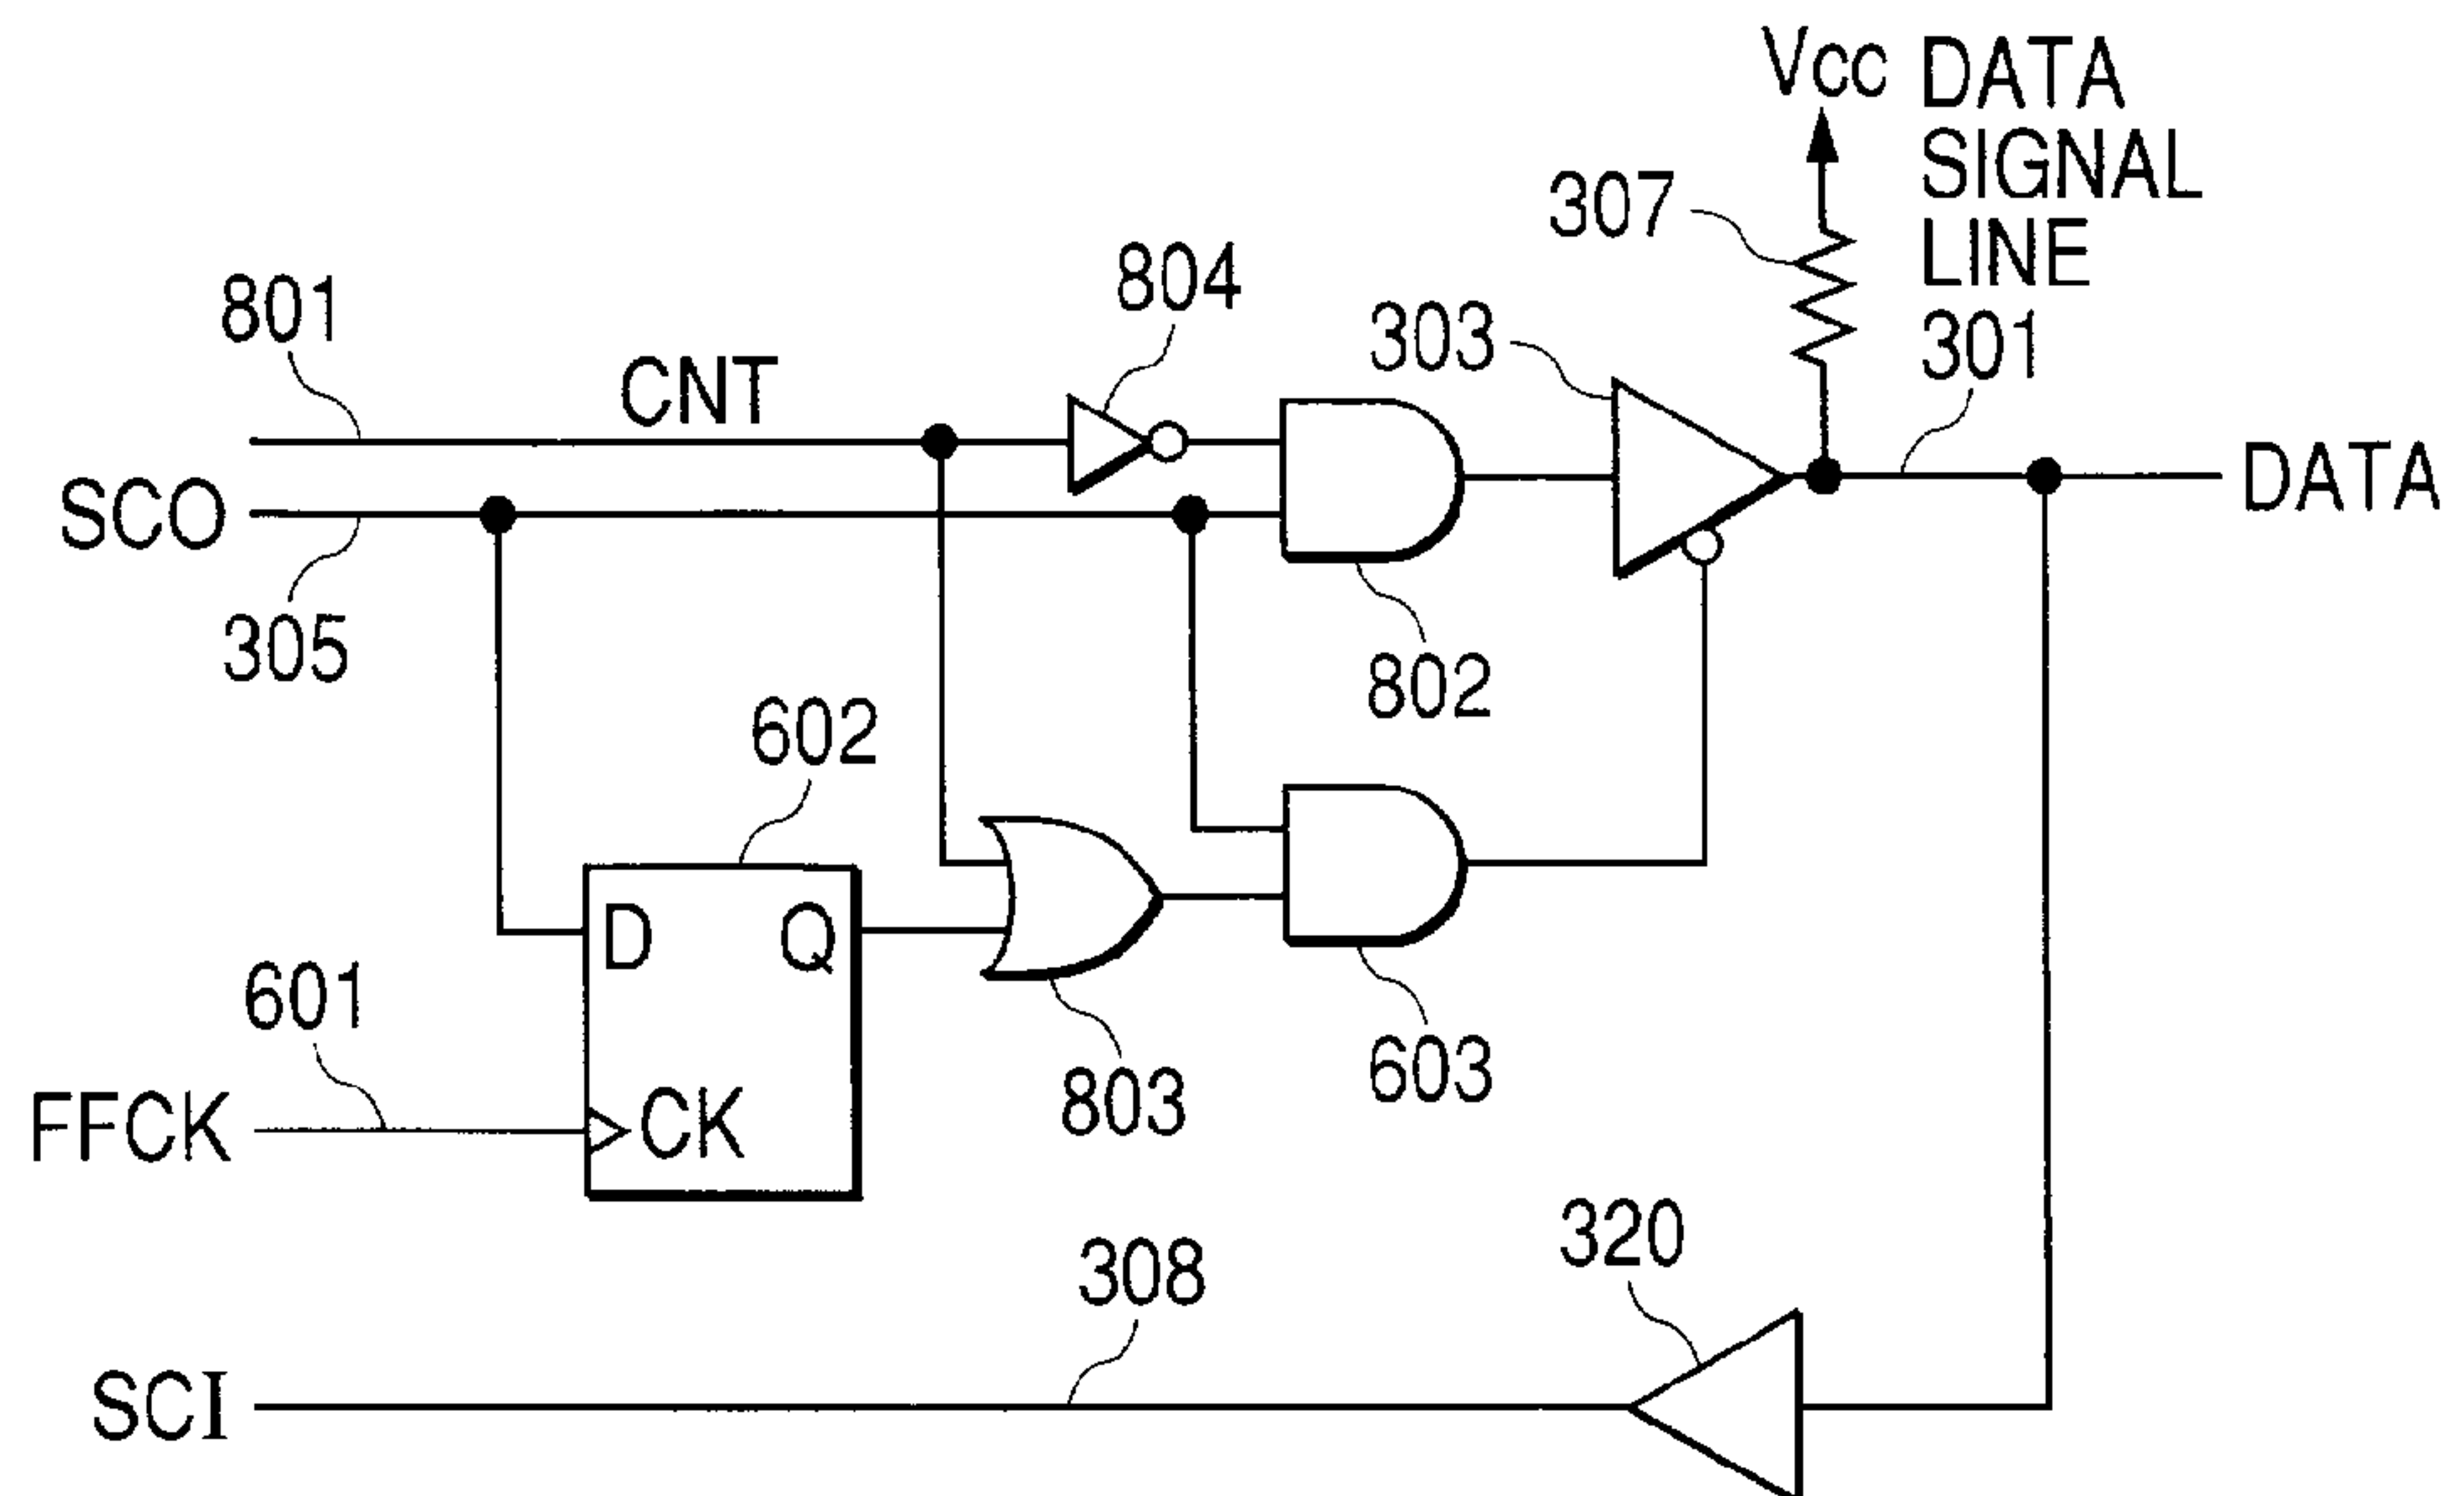 Vcc DATA
SIGNAL
LINE
307
804
303
301
801
CNT
SCO
DATA
305
802
602
D Q
601
603
FFCK
CK
803
320
308
SCI